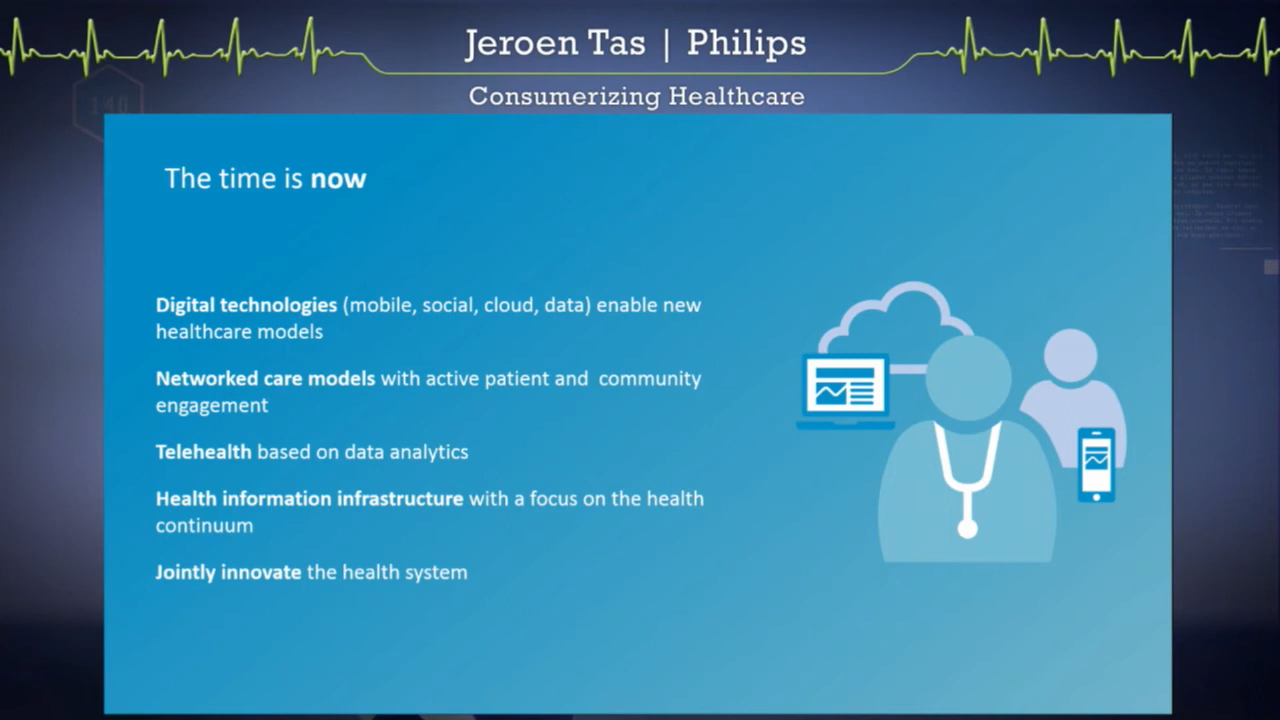 Jeroen Tas | Philips
Consumerizing Healthcare
140
The time is now
Digital technologies (mobile, social, cloud, data) enable new
healthcare models
Networked care models with active patient and  community
engagement
Telehealth based on data analytics
Health information infrastructure with a focus on the health
continuum
Jointly innovate the health system